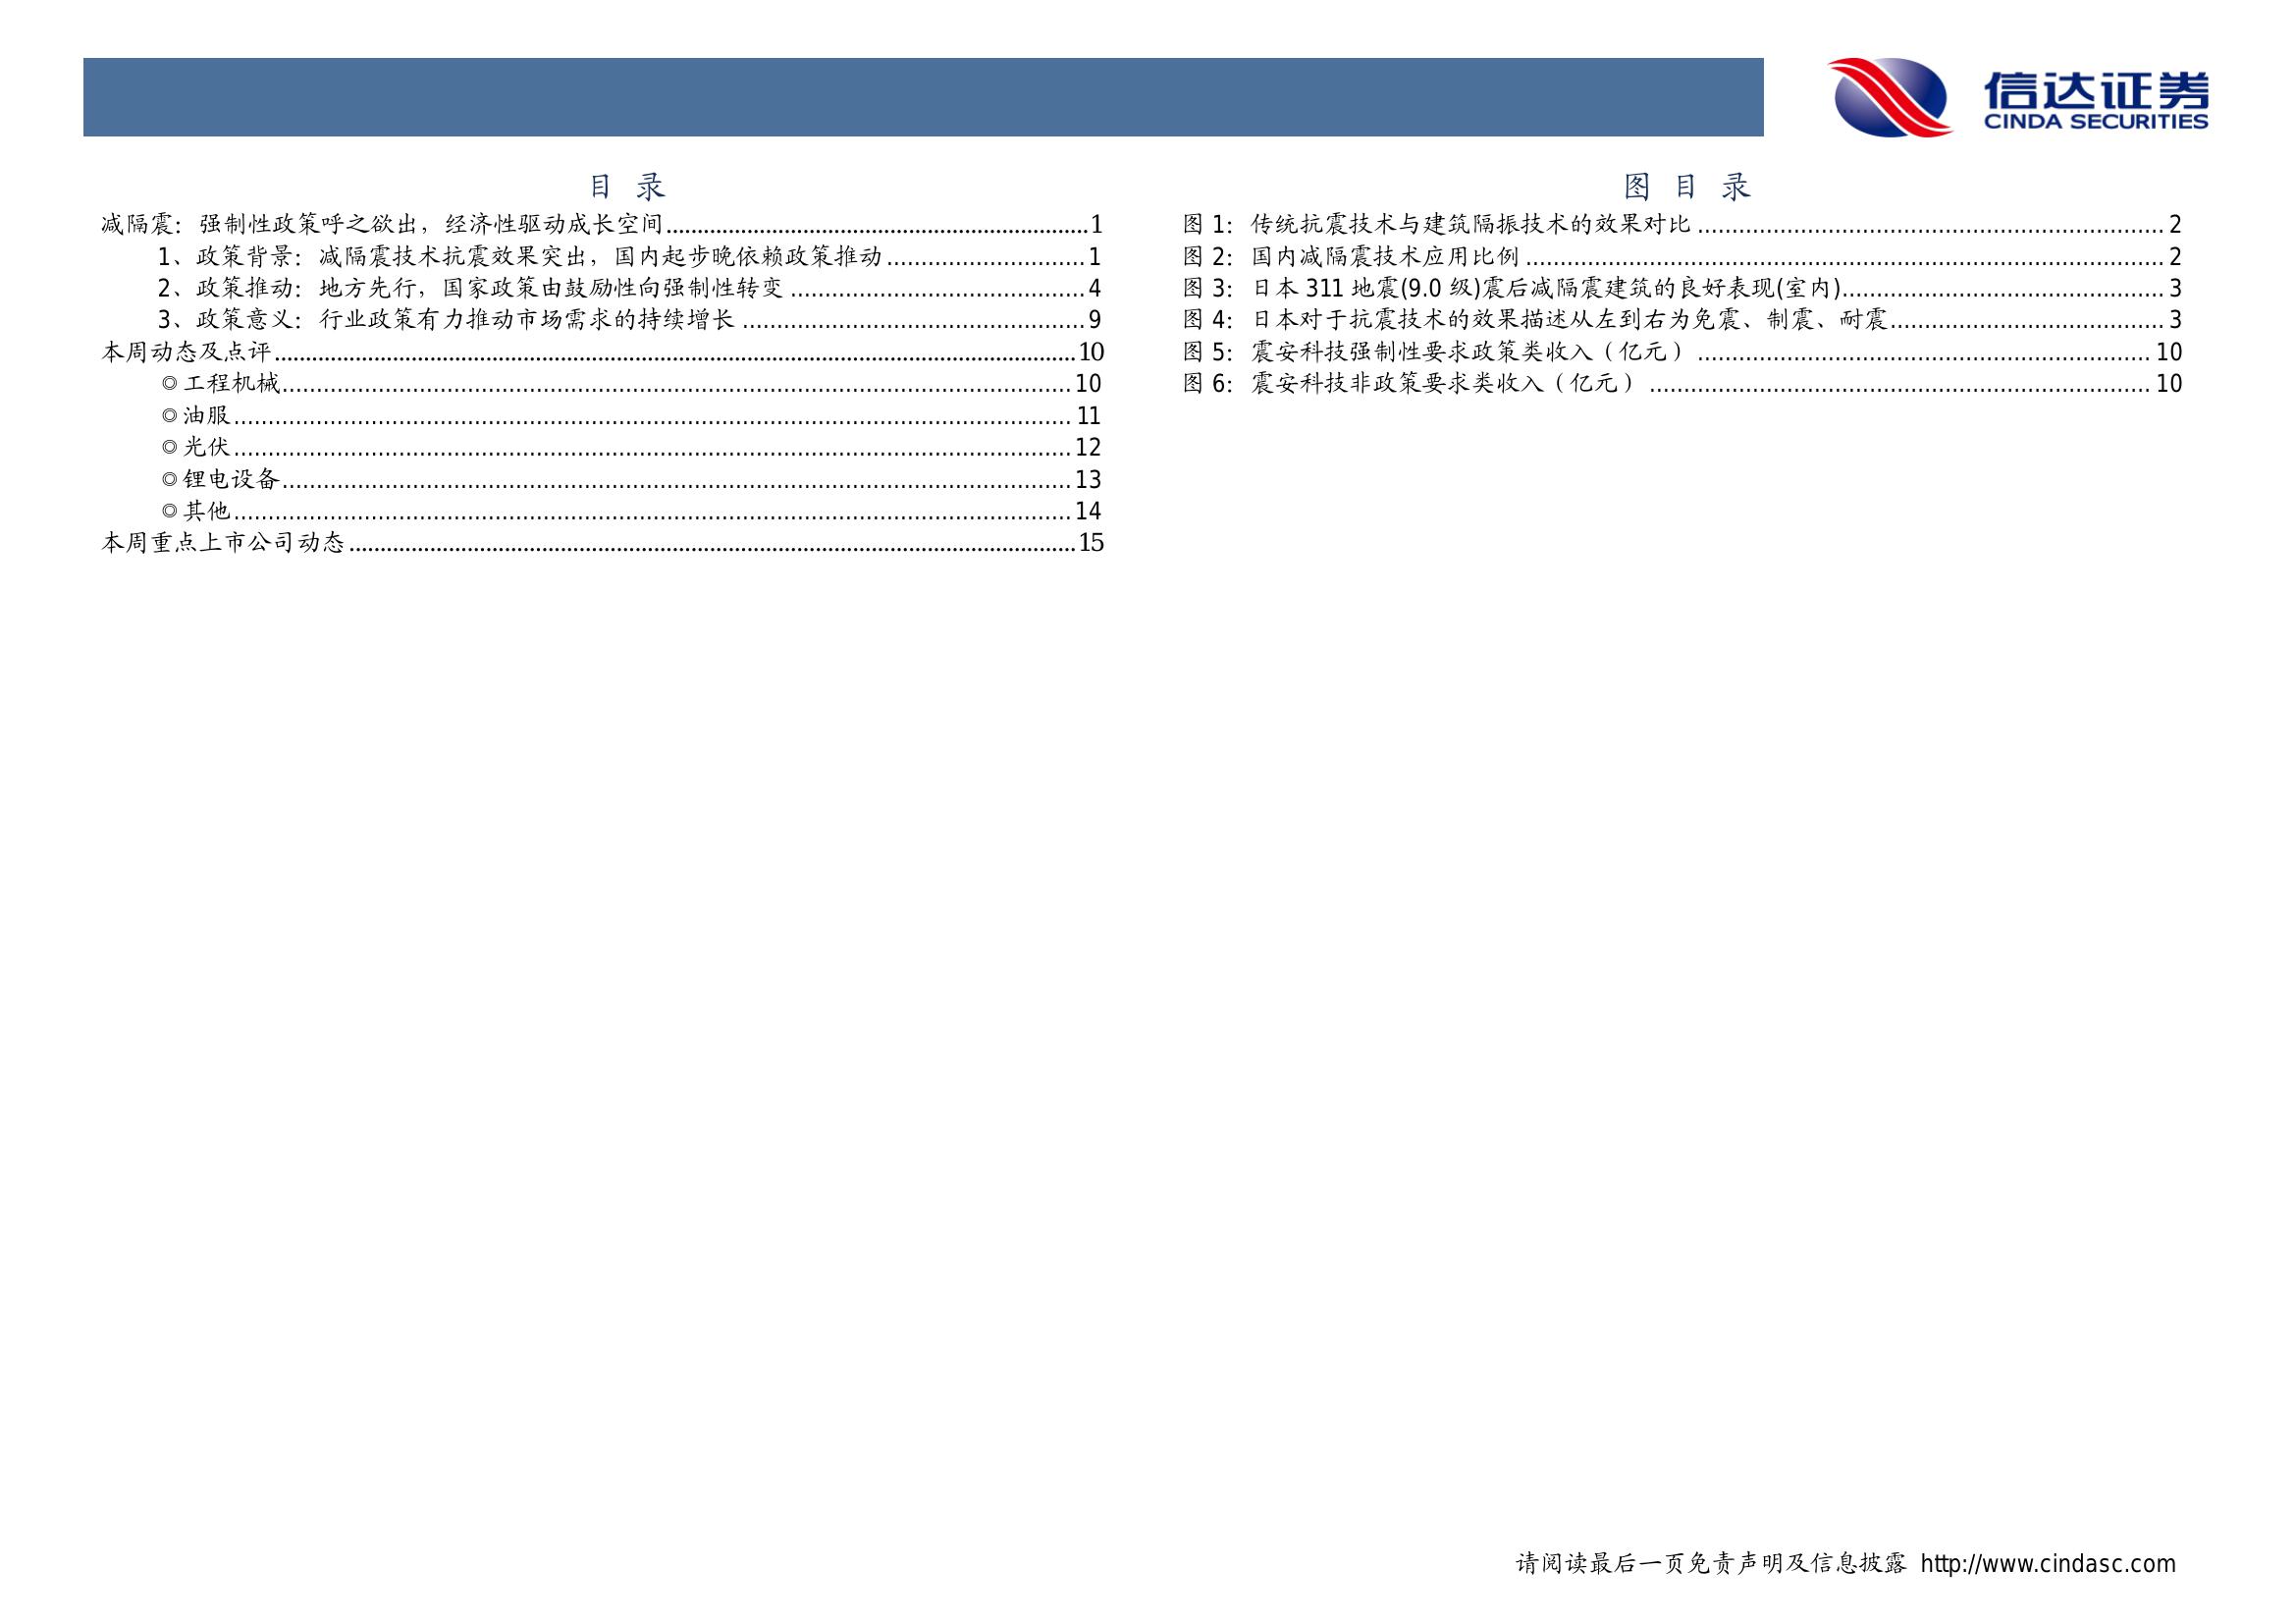 信达证券
CINDA SECURITIES
目 录
减隔震：强制性政策呼之欲出，经济性驱动成长空间......1
1、政策背景：减隔震技术抗震效果突出，国内起步晚依赖政策推动......1
2、政策推动：地方先行，国家政策由鼓励性向强制性转变......4
3、政策意义：行业政策有力推动市场需求的持续增长......9
本周动态及点评......10
◎工程机械......10
◎油服......11
◎光伏......12
◎锂电设备......13
◎其他......14
本周重点上市公司动态......15
图 目 录
图 1：传统抗震技术与建筑隔振技术的效果对比......2
图 2：国内减隔震技术应用比例......2
图 3：日本 311 地震(9.0 级)震后减隔震建筑的良好表现(室内)......3
图 4：日本对于抗震技术的效果描述从左到右为免震、制震、耐震......3
图 5：震安科技强制性要求政策类收入（亿元）......10
图 6：震安科技非政策要求类收入（亿元）......10
请阅读最后一页免责声明及信息披露 http://www.cindasc.com